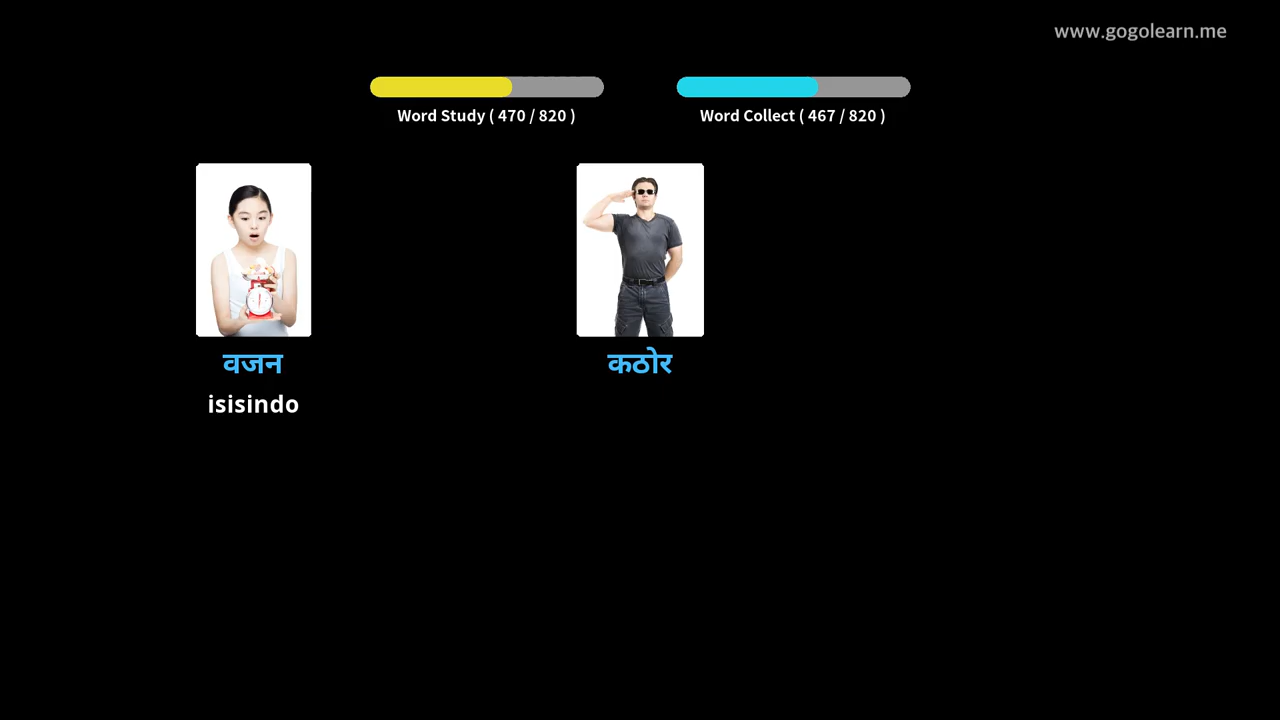 www.gogolearn.me
Word Study ( 470 / 820 )
Word Collect ( 467 / 820 )
वजन
कठोर
isisindo